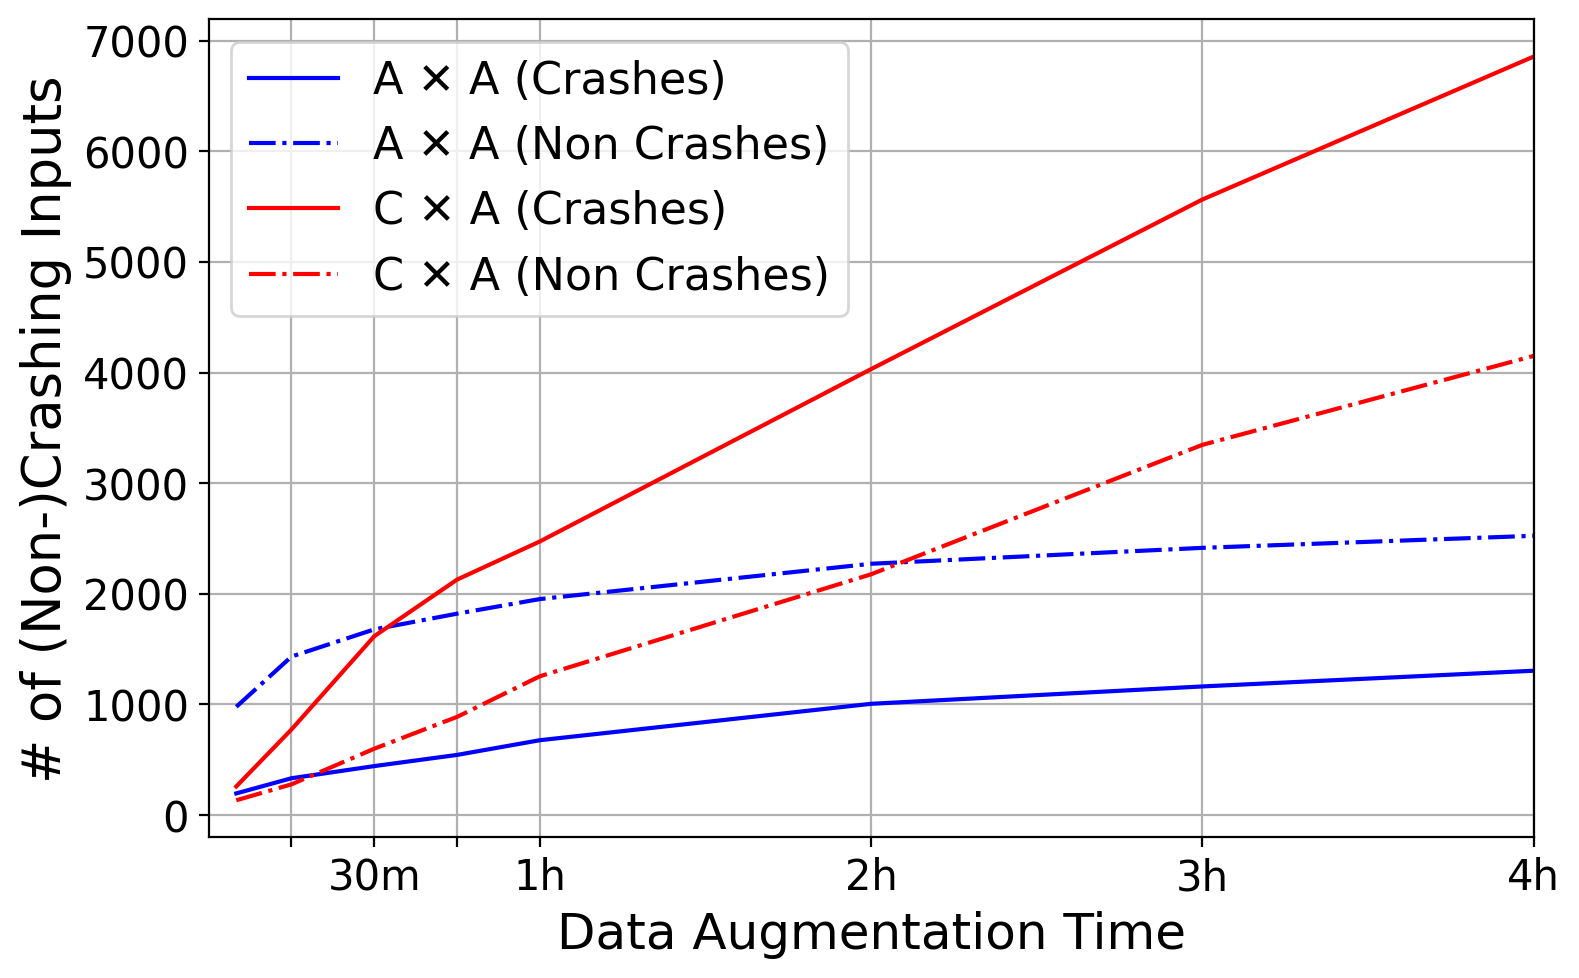 7000
6000
5000
4000
3000
2000
1000
0
# of (Non-)Crashing Inputs
A × A (Crashes)
A × A (Non Crashes)
C × A (Crashes)
C × A (Non Crashes)
30m
1h
2h
3h
4h
Data Augmentation Time